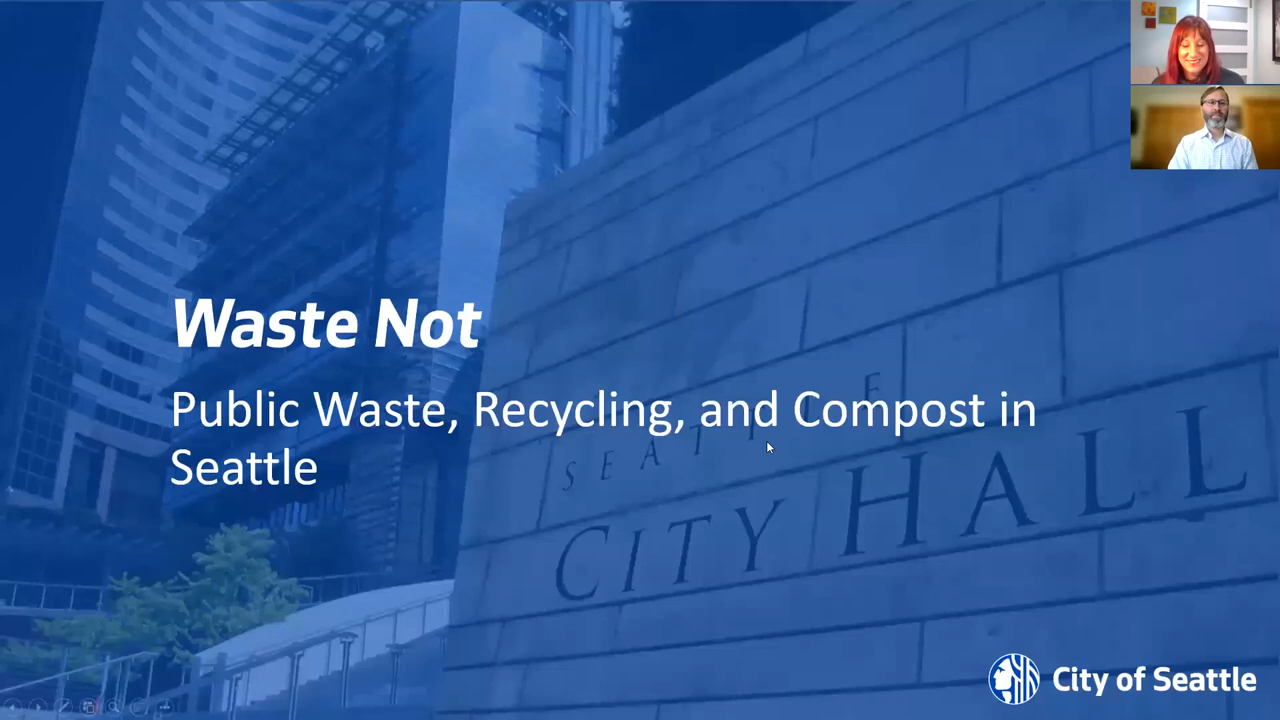 Waste Not
Public Waste, Recycling, and Compost in
Seattle
SEATTLE
CITY HALL
City of Seattle